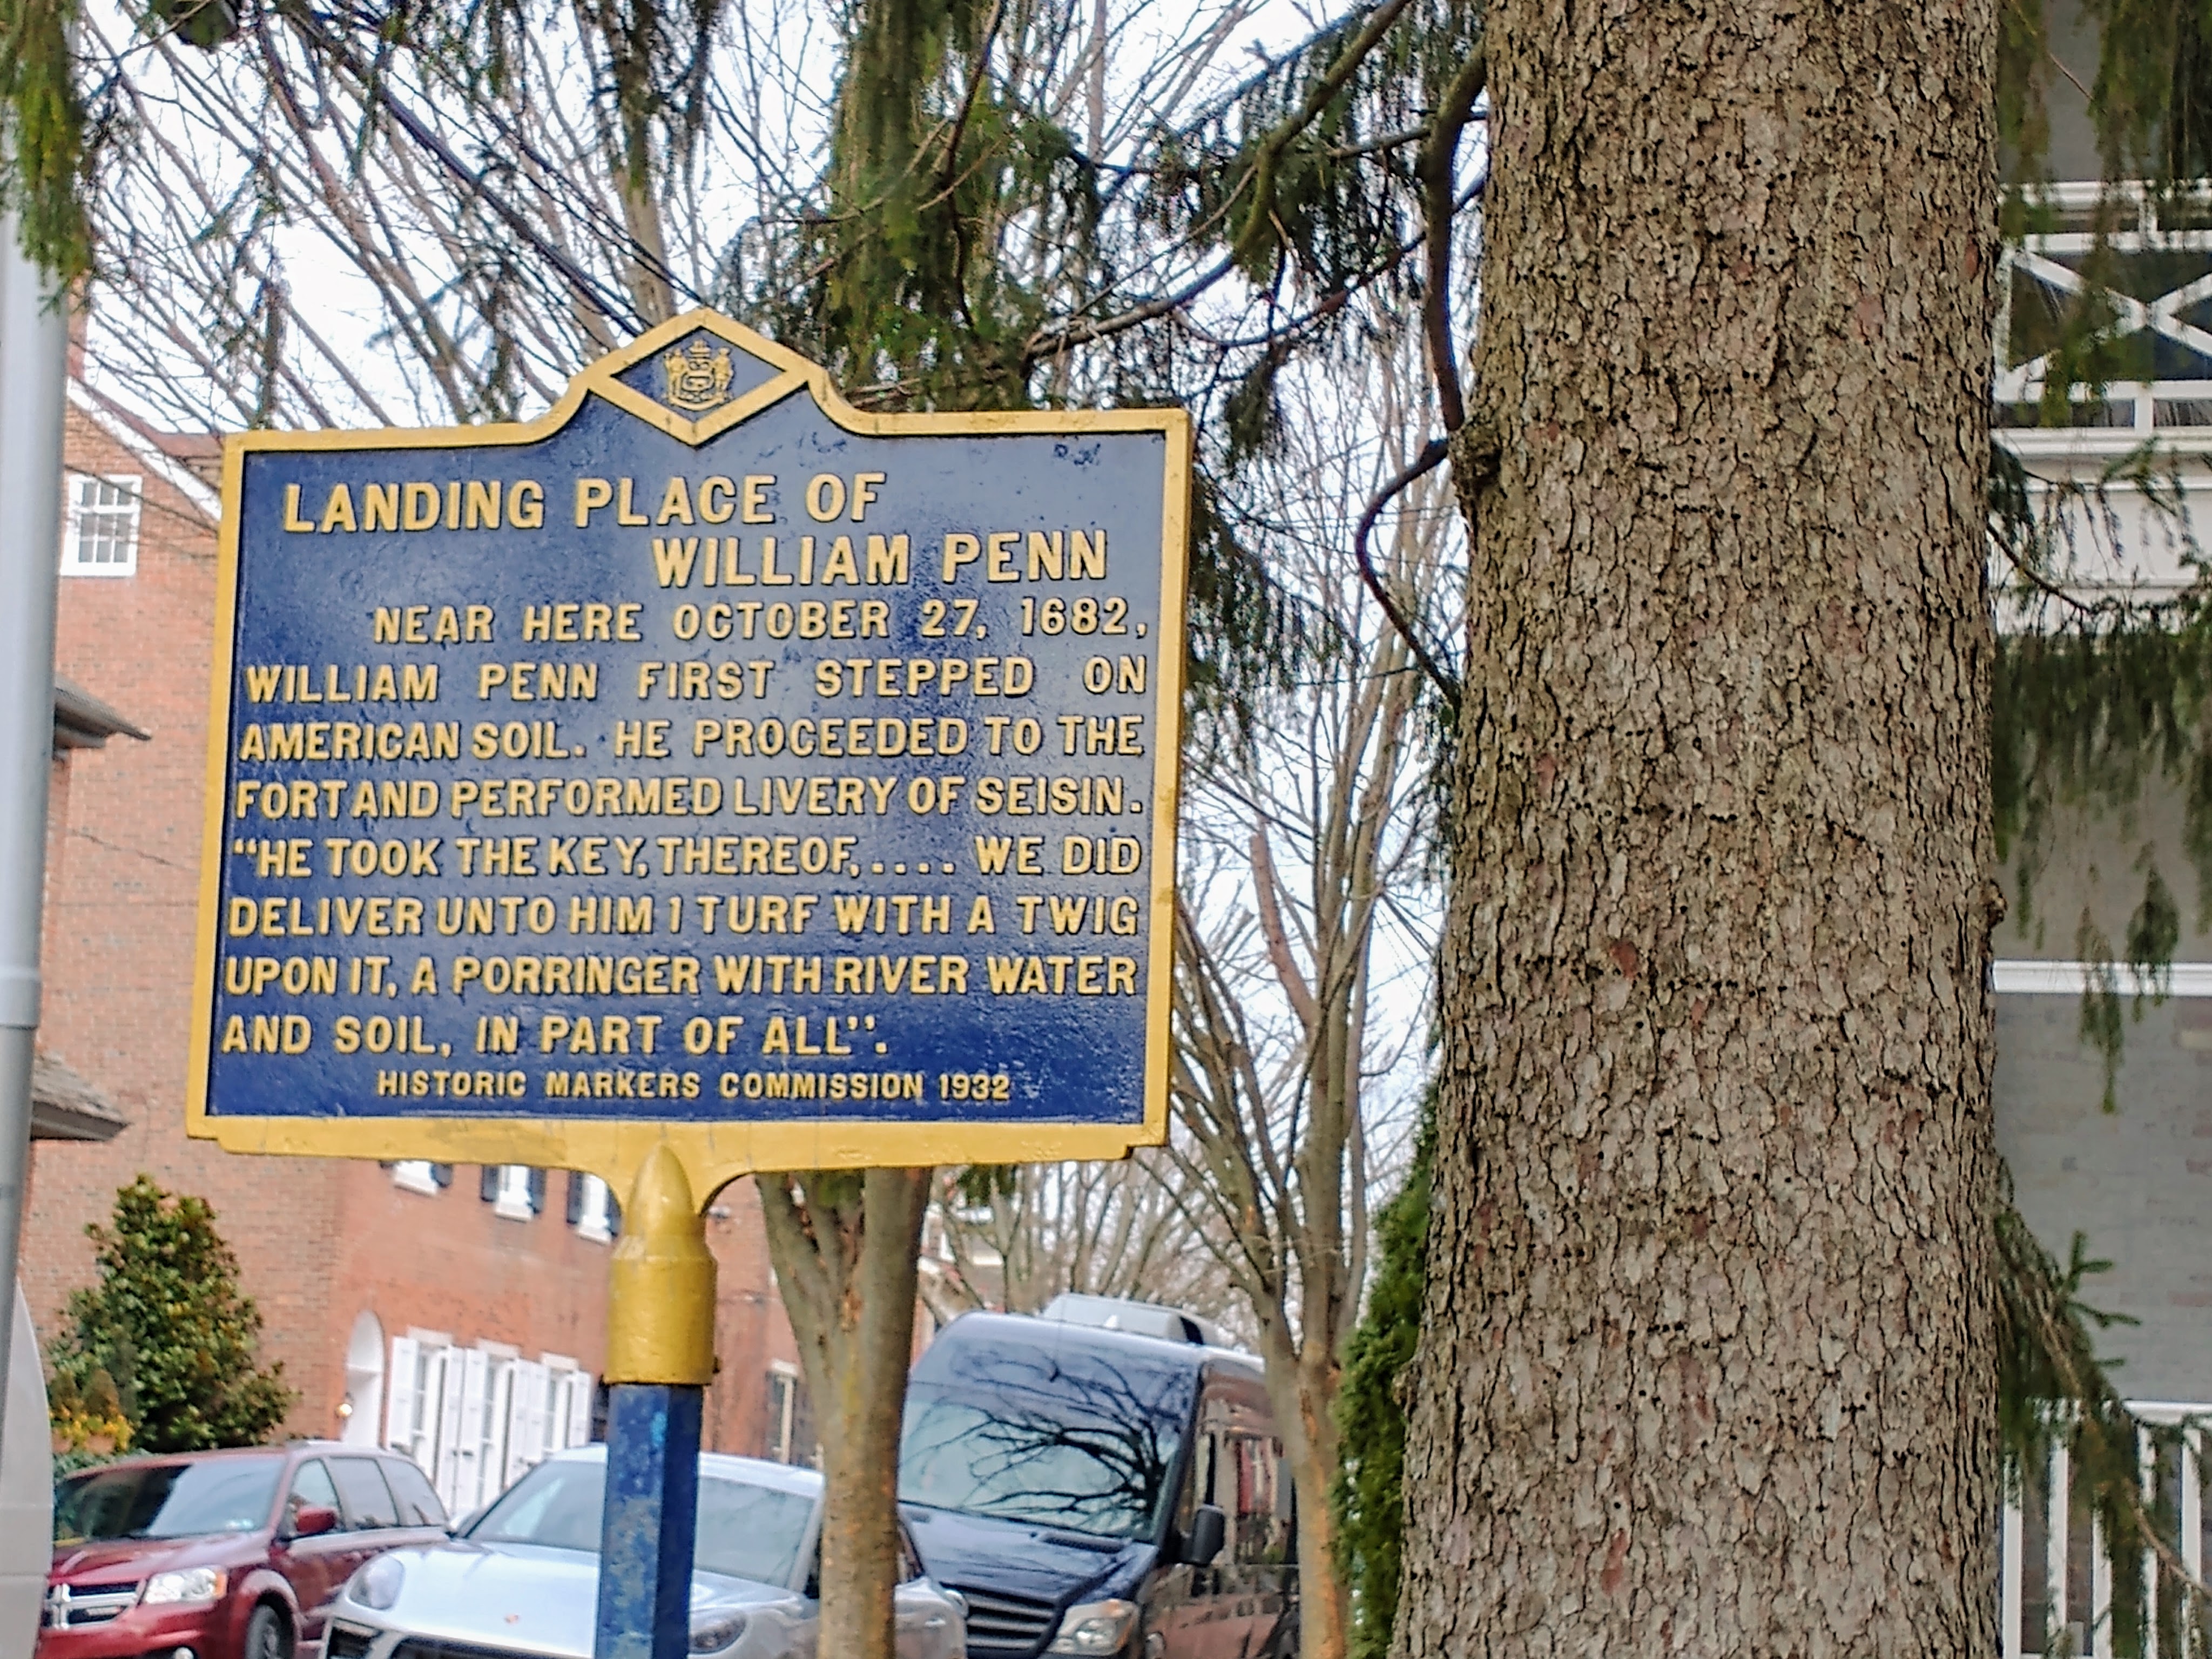 LANDING PLACE OF
WILLIAM PENN
NEAR HERE OCTOBER 27, 1682,
WILLIAM PENN FIRST STEPPED ON
AMERICAN SOIL. HE PROCEEDED TO THE
FORT AND PERFORMED LIVERY OF SEISIN.
“HE TOOK THE KEY, THEREOF,.... WE DID
DELIVER UNTO HIM 1 TURF WITH A TWIG
UPON IT, A PORRINGER WITH RIVER WATER
AND SOIL, IN PART OF ALL”.
HISTORIC MARKERS COMMISSION 1932